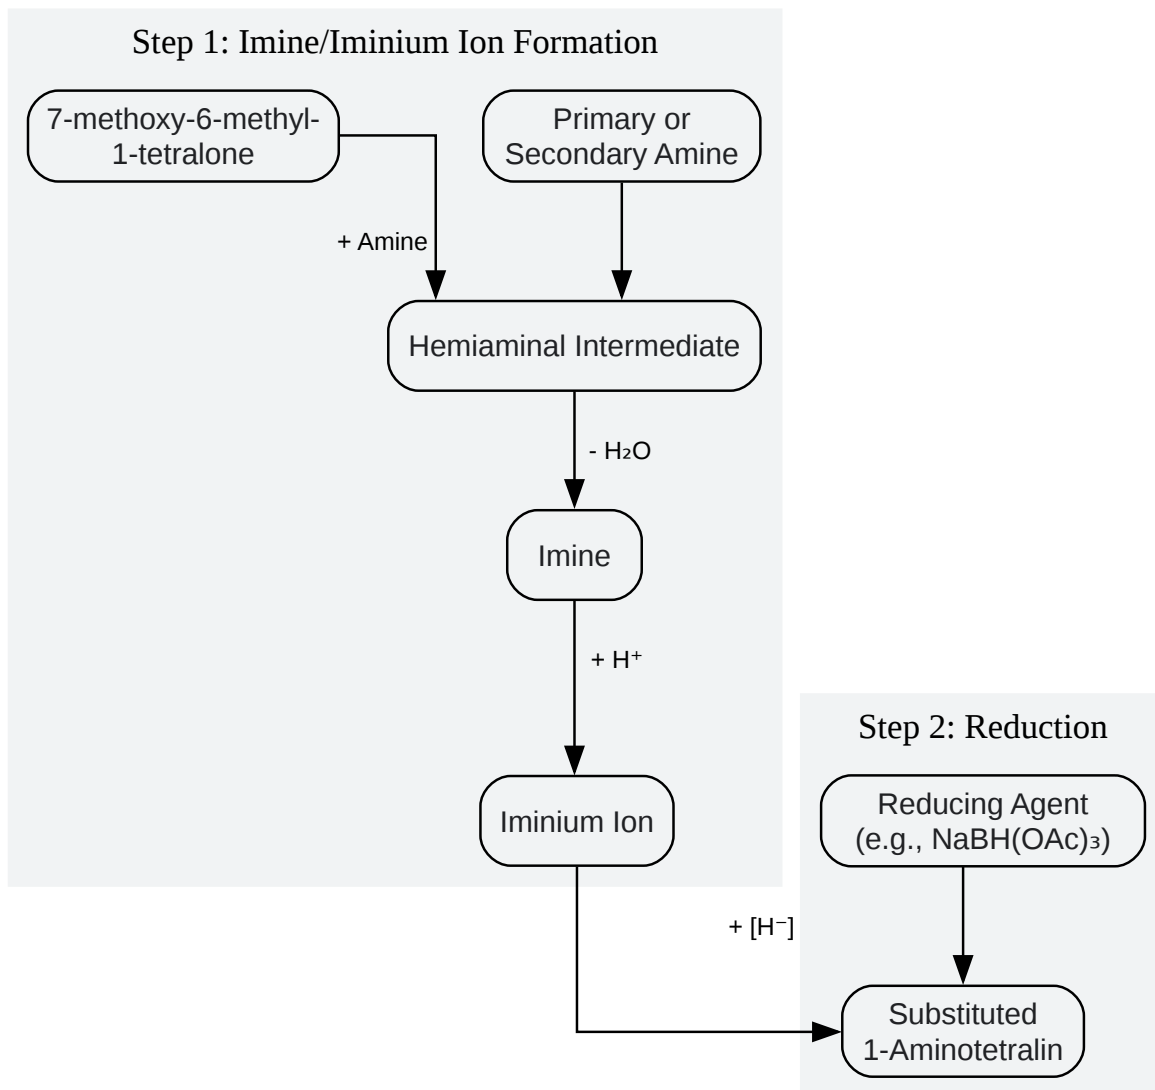 Step 1: Imine/Iminium Ion Formation
7-methoxy-6-methyl-
1-tetralone
Primary or
Secondary Amine
+ Amine
Hemiaminal Intermediate
- H₂O
Imine
+ H⁺
Iminium Ion
Step 2: Reduction
Reducing Agent
(e.g., NaBH(OAc)₃)
+ [H⁻]
Substituted
1-Aminotetralin